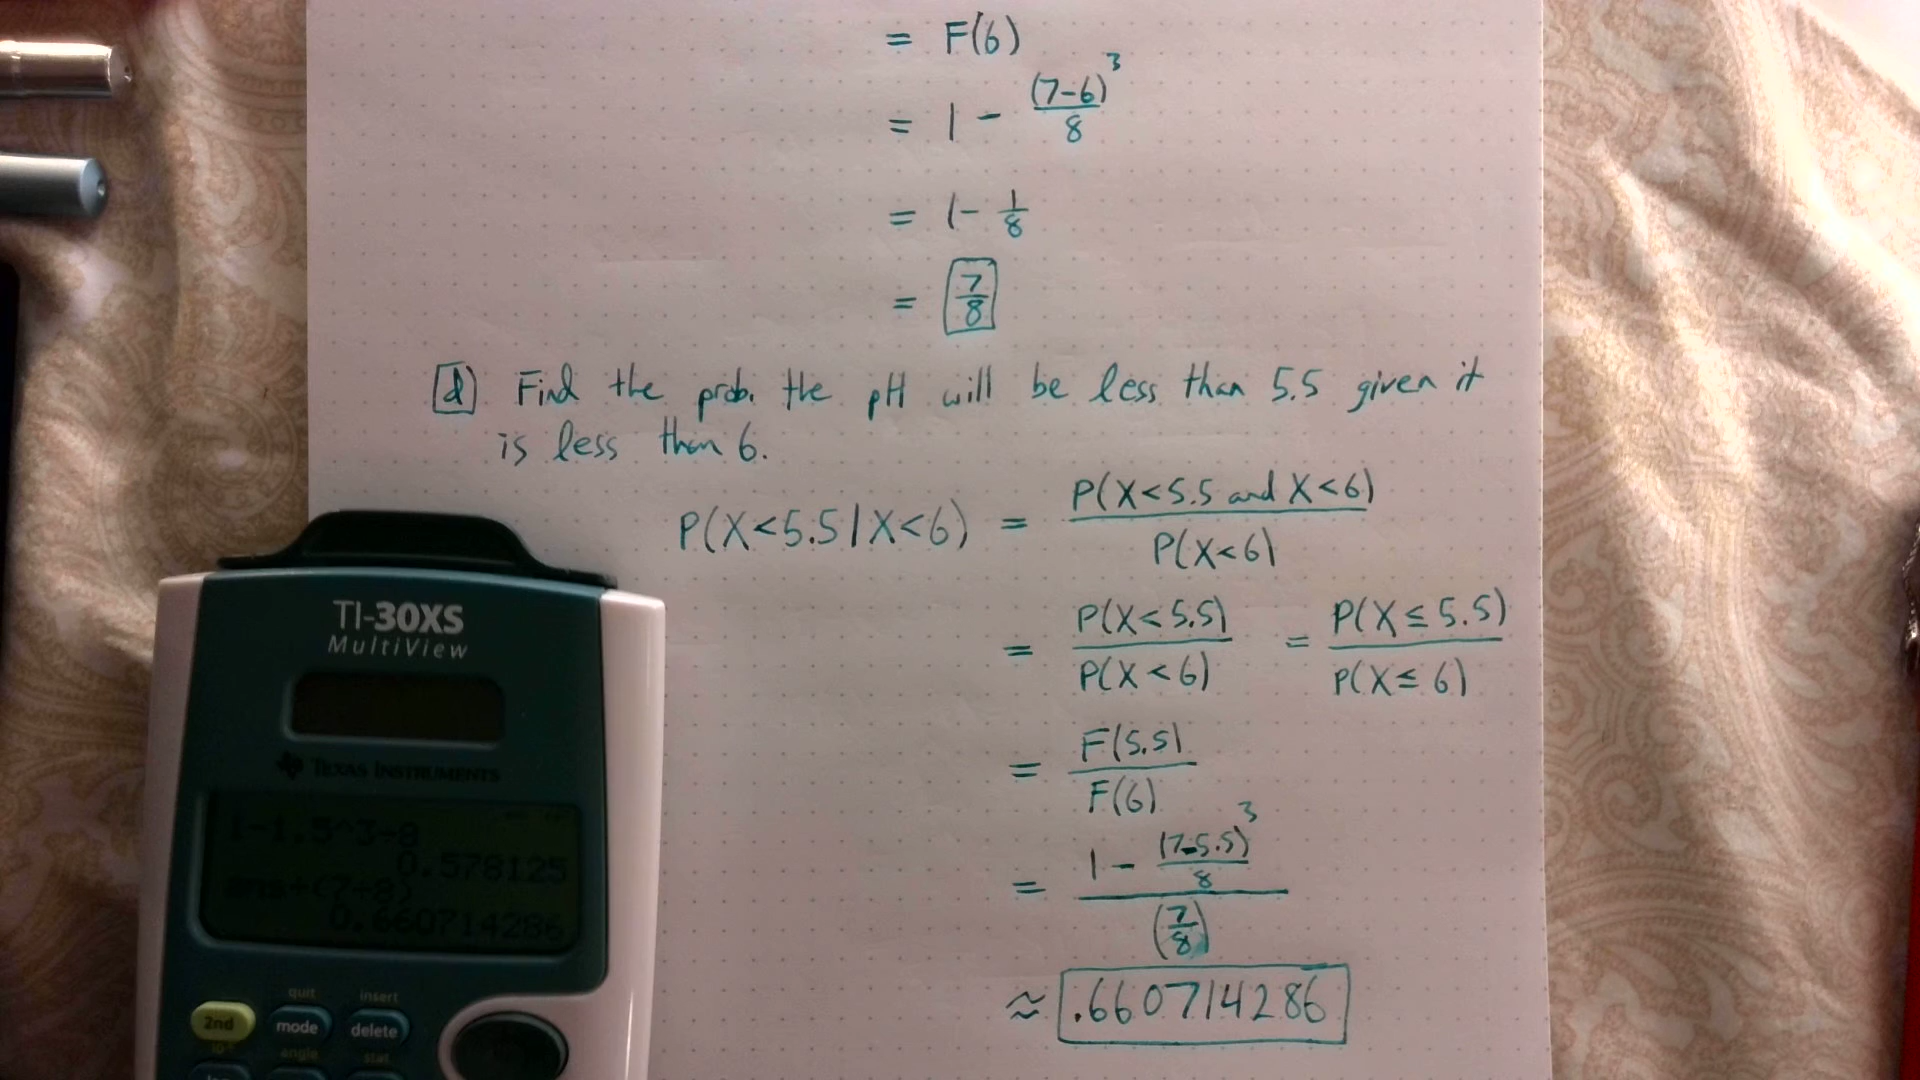 = F(6)
= 1 - (7-6)^3 / 8
= 1 - 1/8
= 7/8
[d] Find the prob. the pH will be less than 5.5 given it
is less than 6.
P(X<5.5 | X<6) = P(X<5.5 and X<6) / P(X<6)
= P(X<5.5) / P(X<6) = P(X≤5.5) / P(X≤6)
= F(5.5) / F(6)
= (1 - (7-5.5)^3 / 8) / (7/8)
≈ .660714286
TI-30XS
MultiView
TEXAS INSTRUMENTS
1-1.5^3÷8
0.578125
ans÷(7÷8)
0.660714286
quit insert
2nd mode delete
angle stat